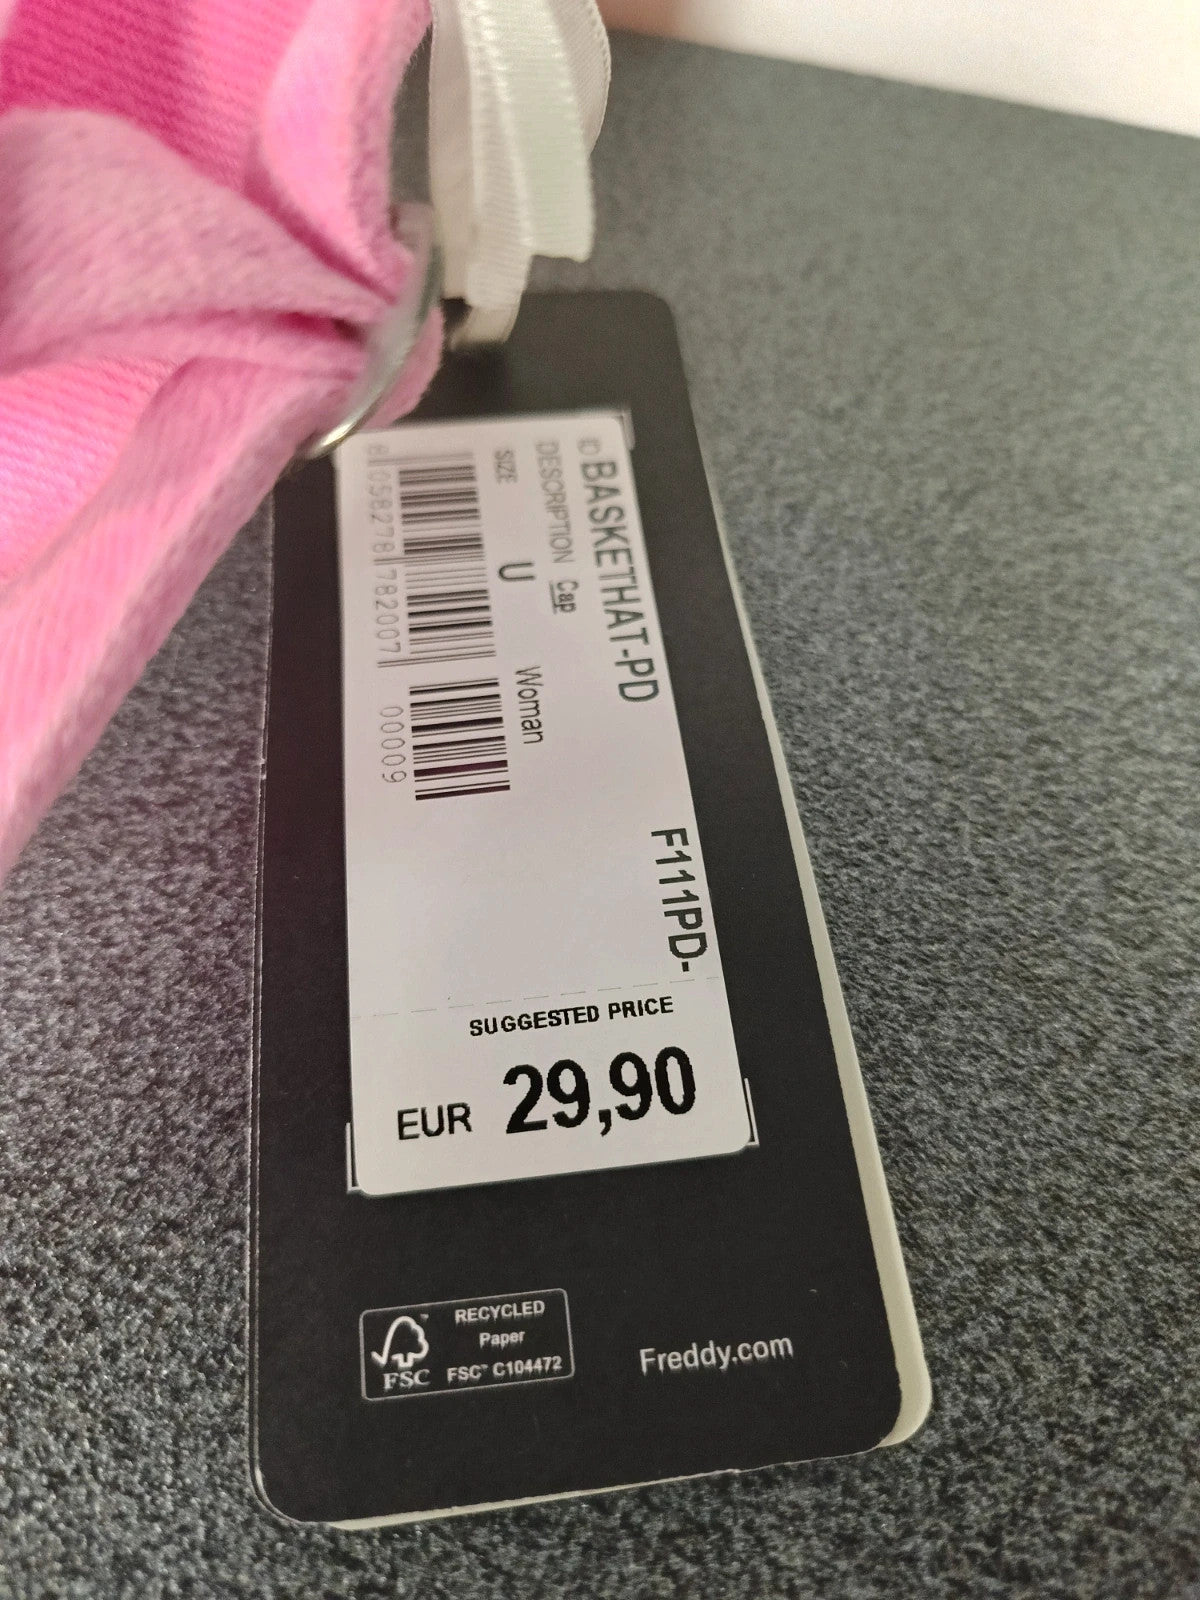 ID BASKETHAT-PD F111PD-
DESCRIPTION Cap
SIZE U Woman
8058278782007 00009
SUGGESTED PRICE
EUR 29,90
RECYCLED
Paper
FSC™ C104472
FSC
Freddy.com